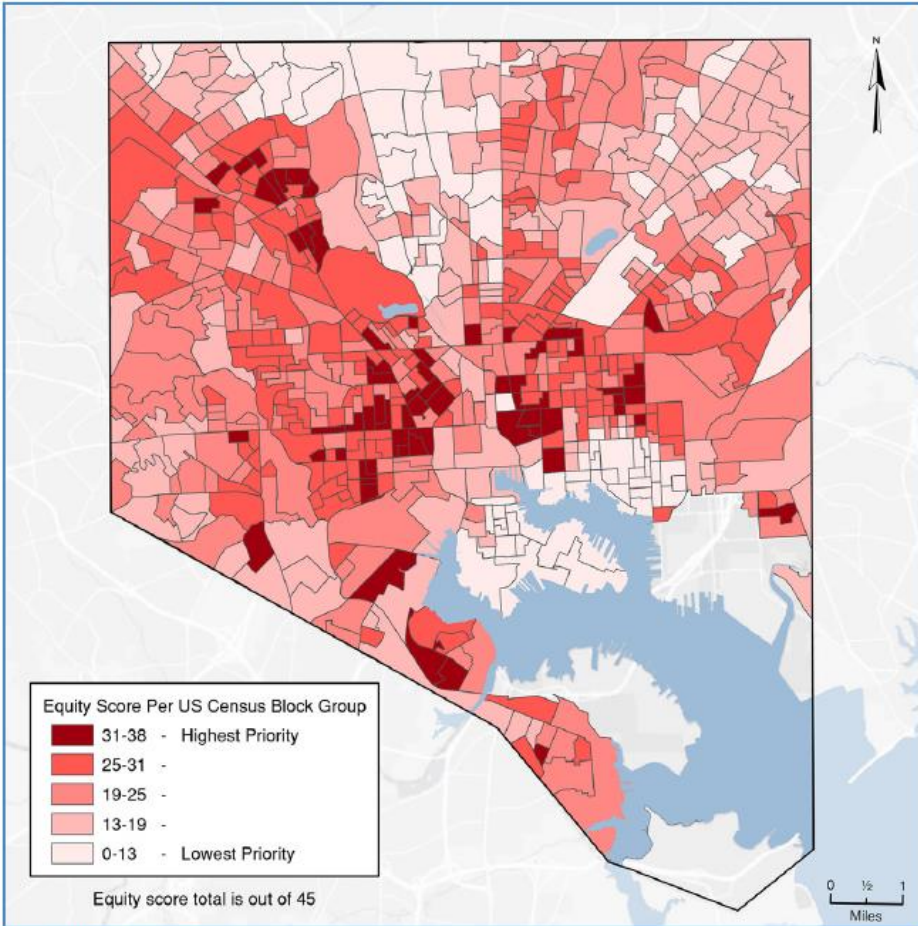 N
Equity Score Per US Census Block Group
31-38 - Highest Priority
25-31 -
19-25 -
13-19 -
0-13 - Lowest Priority
Equity score total is out of 45
0 ½ 1
Miles